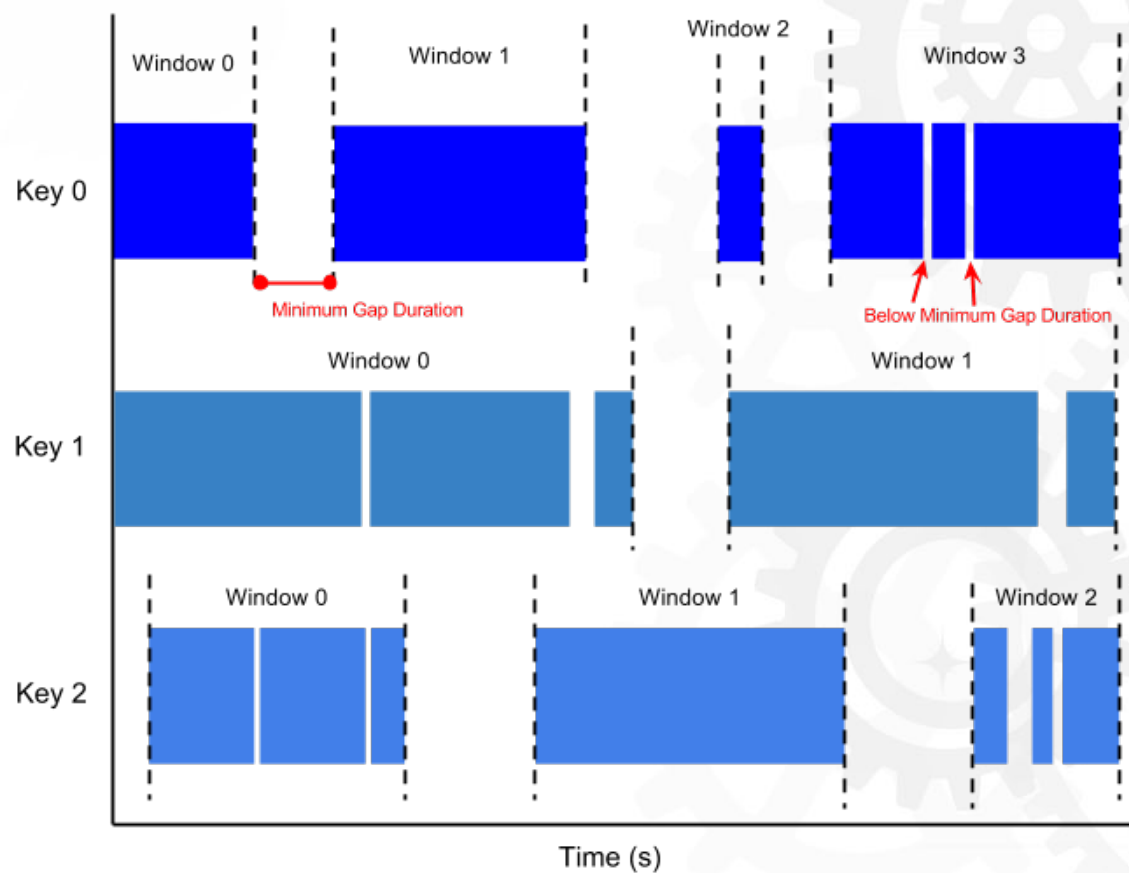 Window 0
Window 1
Window 2
Window 3
Key 0
Minimum Gap Duration
Below Minimum Gap Duration
Window 0
Window 1
Key 1
Window 0
Window 1
Window 2
Key 2
Time (s)